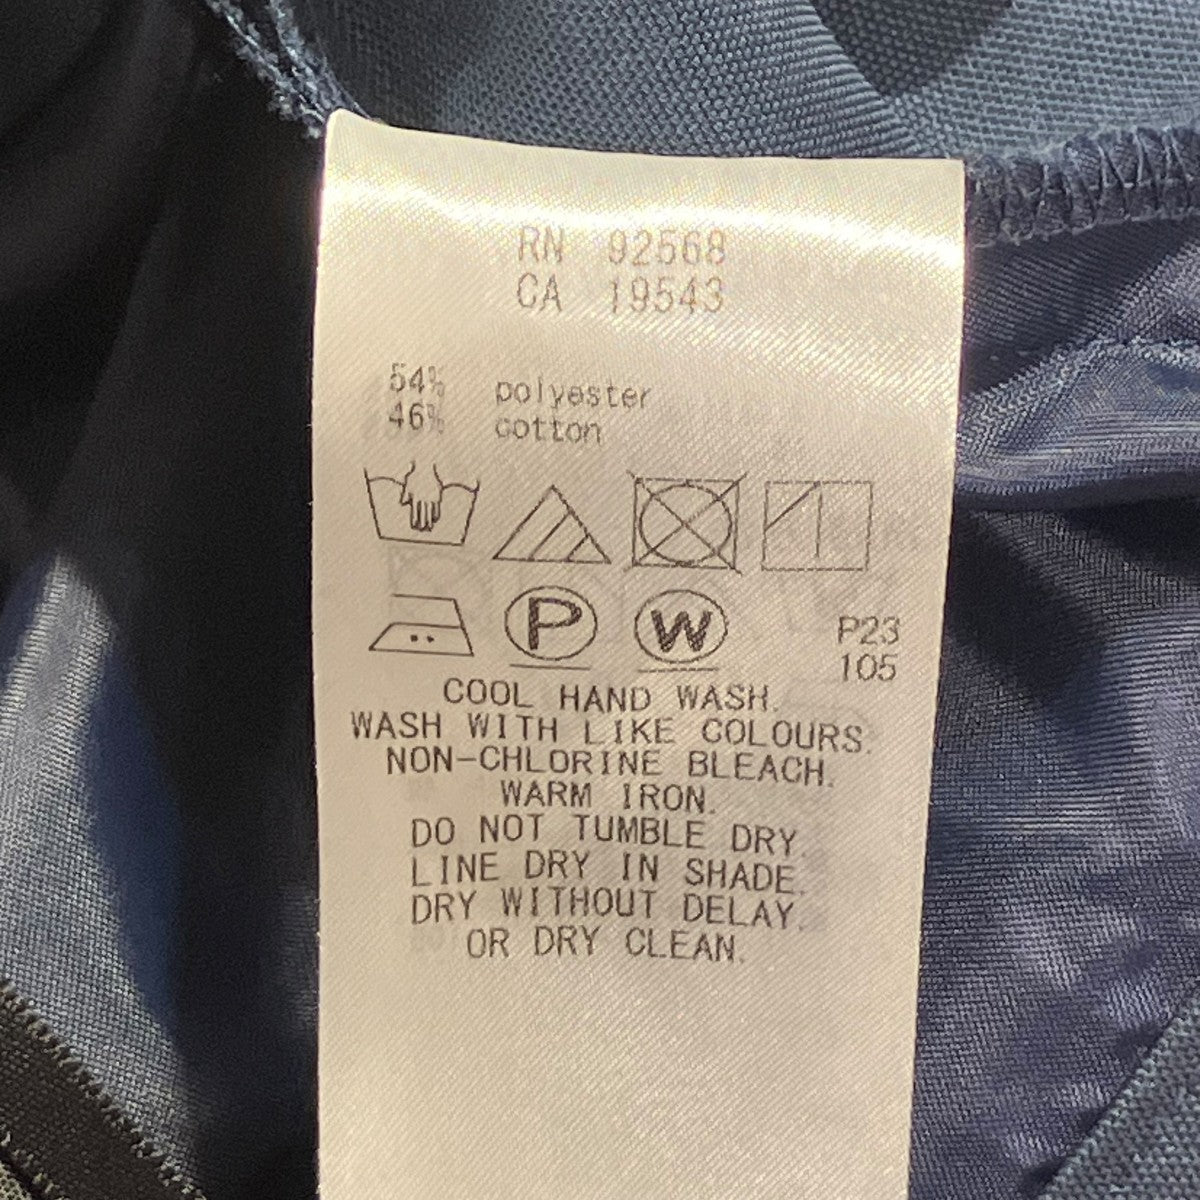 RN 92568
CA 19543
54% polyester
46% cotton
P W P23
105
COOL HAND WASH.
WASH WITH LIKE COLOURS.
NON-CHLORINE BLEACH.
WARM IRON.
DO NOT TUMBLE DRY.
LINE DRY IN SHADE.
DRY WITHOUT DELAY.
OR DRY CLEAN.